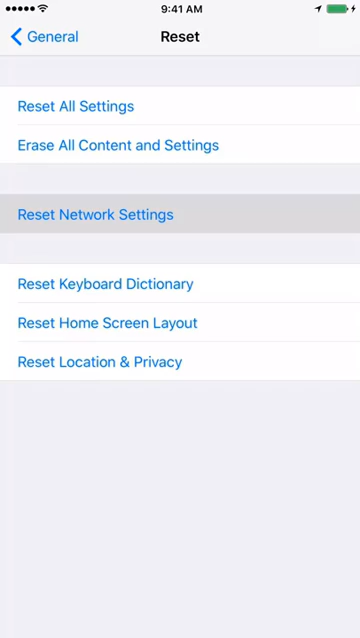 9:41 AM
General
Reset
Reset All Settings
Erase All Content and Settings
Reset Network Settings
Reset Keyboard Dictionary
Reset Home Screen Layout
Reset Location & Privacy